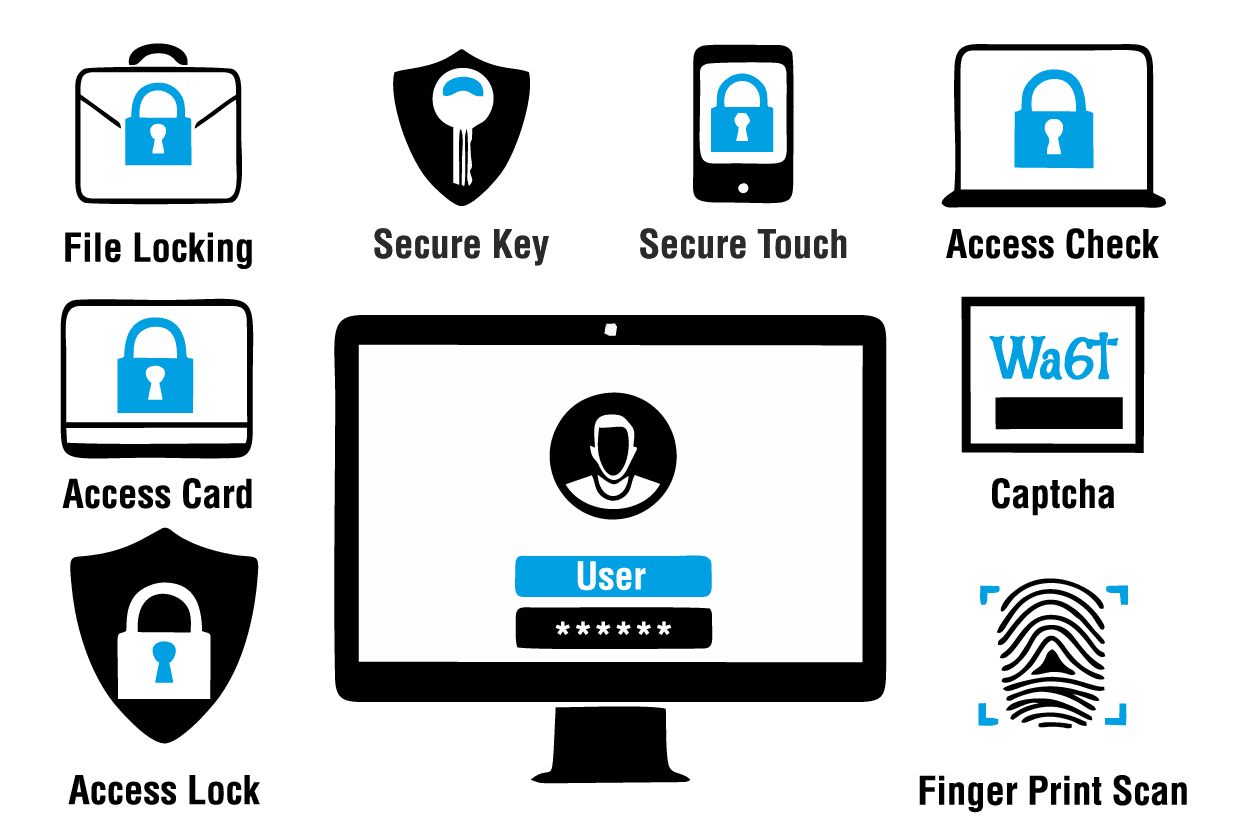 File Locking
Secure Key
Secure Touch
Access Check
Access Card
Wa6T
Captcha
User
******
Access Lock
Finger Print Scan